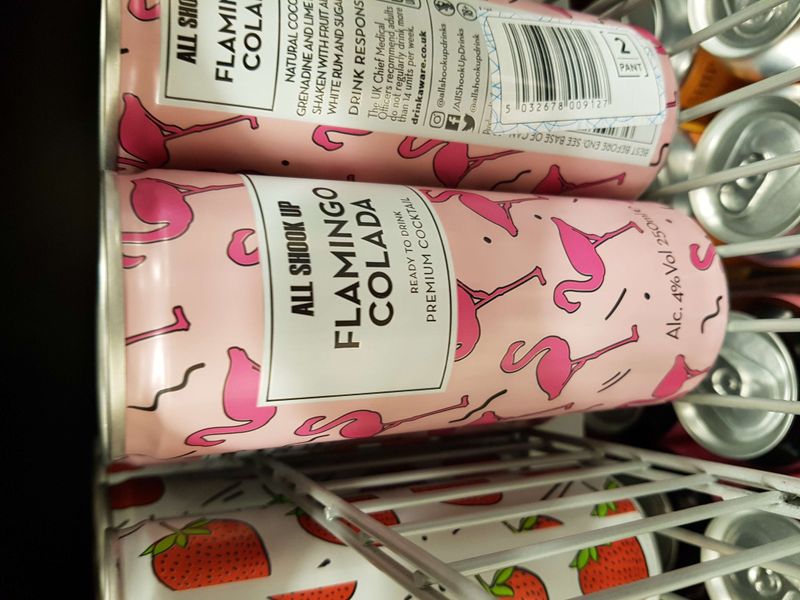 ALL SHOOK UP
FLAMINGO
COLADA
READY TO DRINK
PREMIUM COCKTAIL
Alc. 4% Vol 250ml
ALL SHO
FLAMIN
COLA
NATURAL COCO
GRENADINE AND LIME
SHAKEN WITH FRUIT
WHITE RUM AND SUGA
DRINK RESPONS
The UK Chief Medical
Officers recommend adults
do not regularly drink more
than 14 units per week.
drinkaware.co.uk
@allshookupdrinks
/AllShookUpDrinks
@allshookupdrink
5 032678 009127
2
PANT
BEST BEFORE END: SEE BASE OF CAN